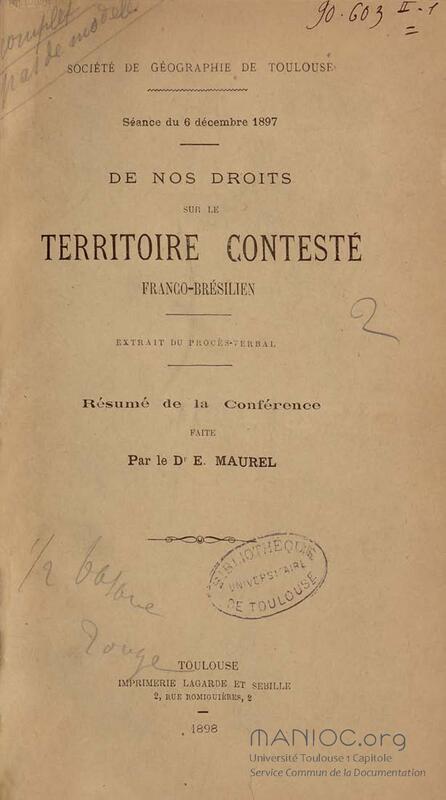 complet
pas de modèle
90.603 II-1
SOCIÉTÉ DE GÉOGRAPHIE DE TOULOUSE
Séance du 6 décembre 1897
DE NOS DROITS
SUR LE
TERRITOIRE CONTESTÉ
FRANCO-BRÉSILIEN
2
EXTRAIT DU PROCÈS-VERBAL
Résumé de la Conférence
FAITE
Par le Dr E. MAUREL
BIBLIOTHÈQUE
UNIVERSITAIRE
DE TOULOUSE
1/2 basane
rouge
TOULOUSE
IMPRIMERIE LAGARDE ET SEBILLE
2, RUE ROMIGUIÈRES, 2
1898
MANIOC.org
Université Toulouse 1 Capitole
Service Commun de la Documentation